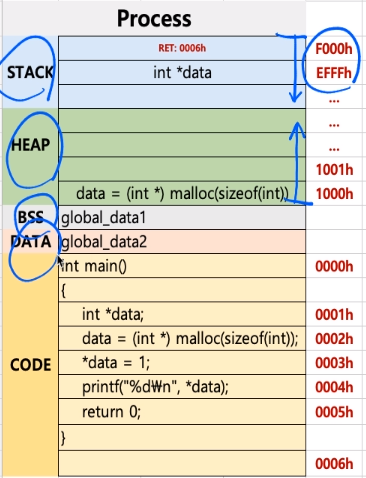 Process
RET: 0006h F000h
STACK int *data EFFFh
...
...
HEAP ...
1001h
data = (int *) malloc(sizeof(int)) 1000h
BSS global_data1
DATA global_data2
int main() 0000h
{
int *data; 0001h
data = (int *) malloc(sizeof(int)); 0002h
*data = 1; 0003h
CODE printf("%d₩n", *data); 0004h
return 0; 0005h
}
0006h